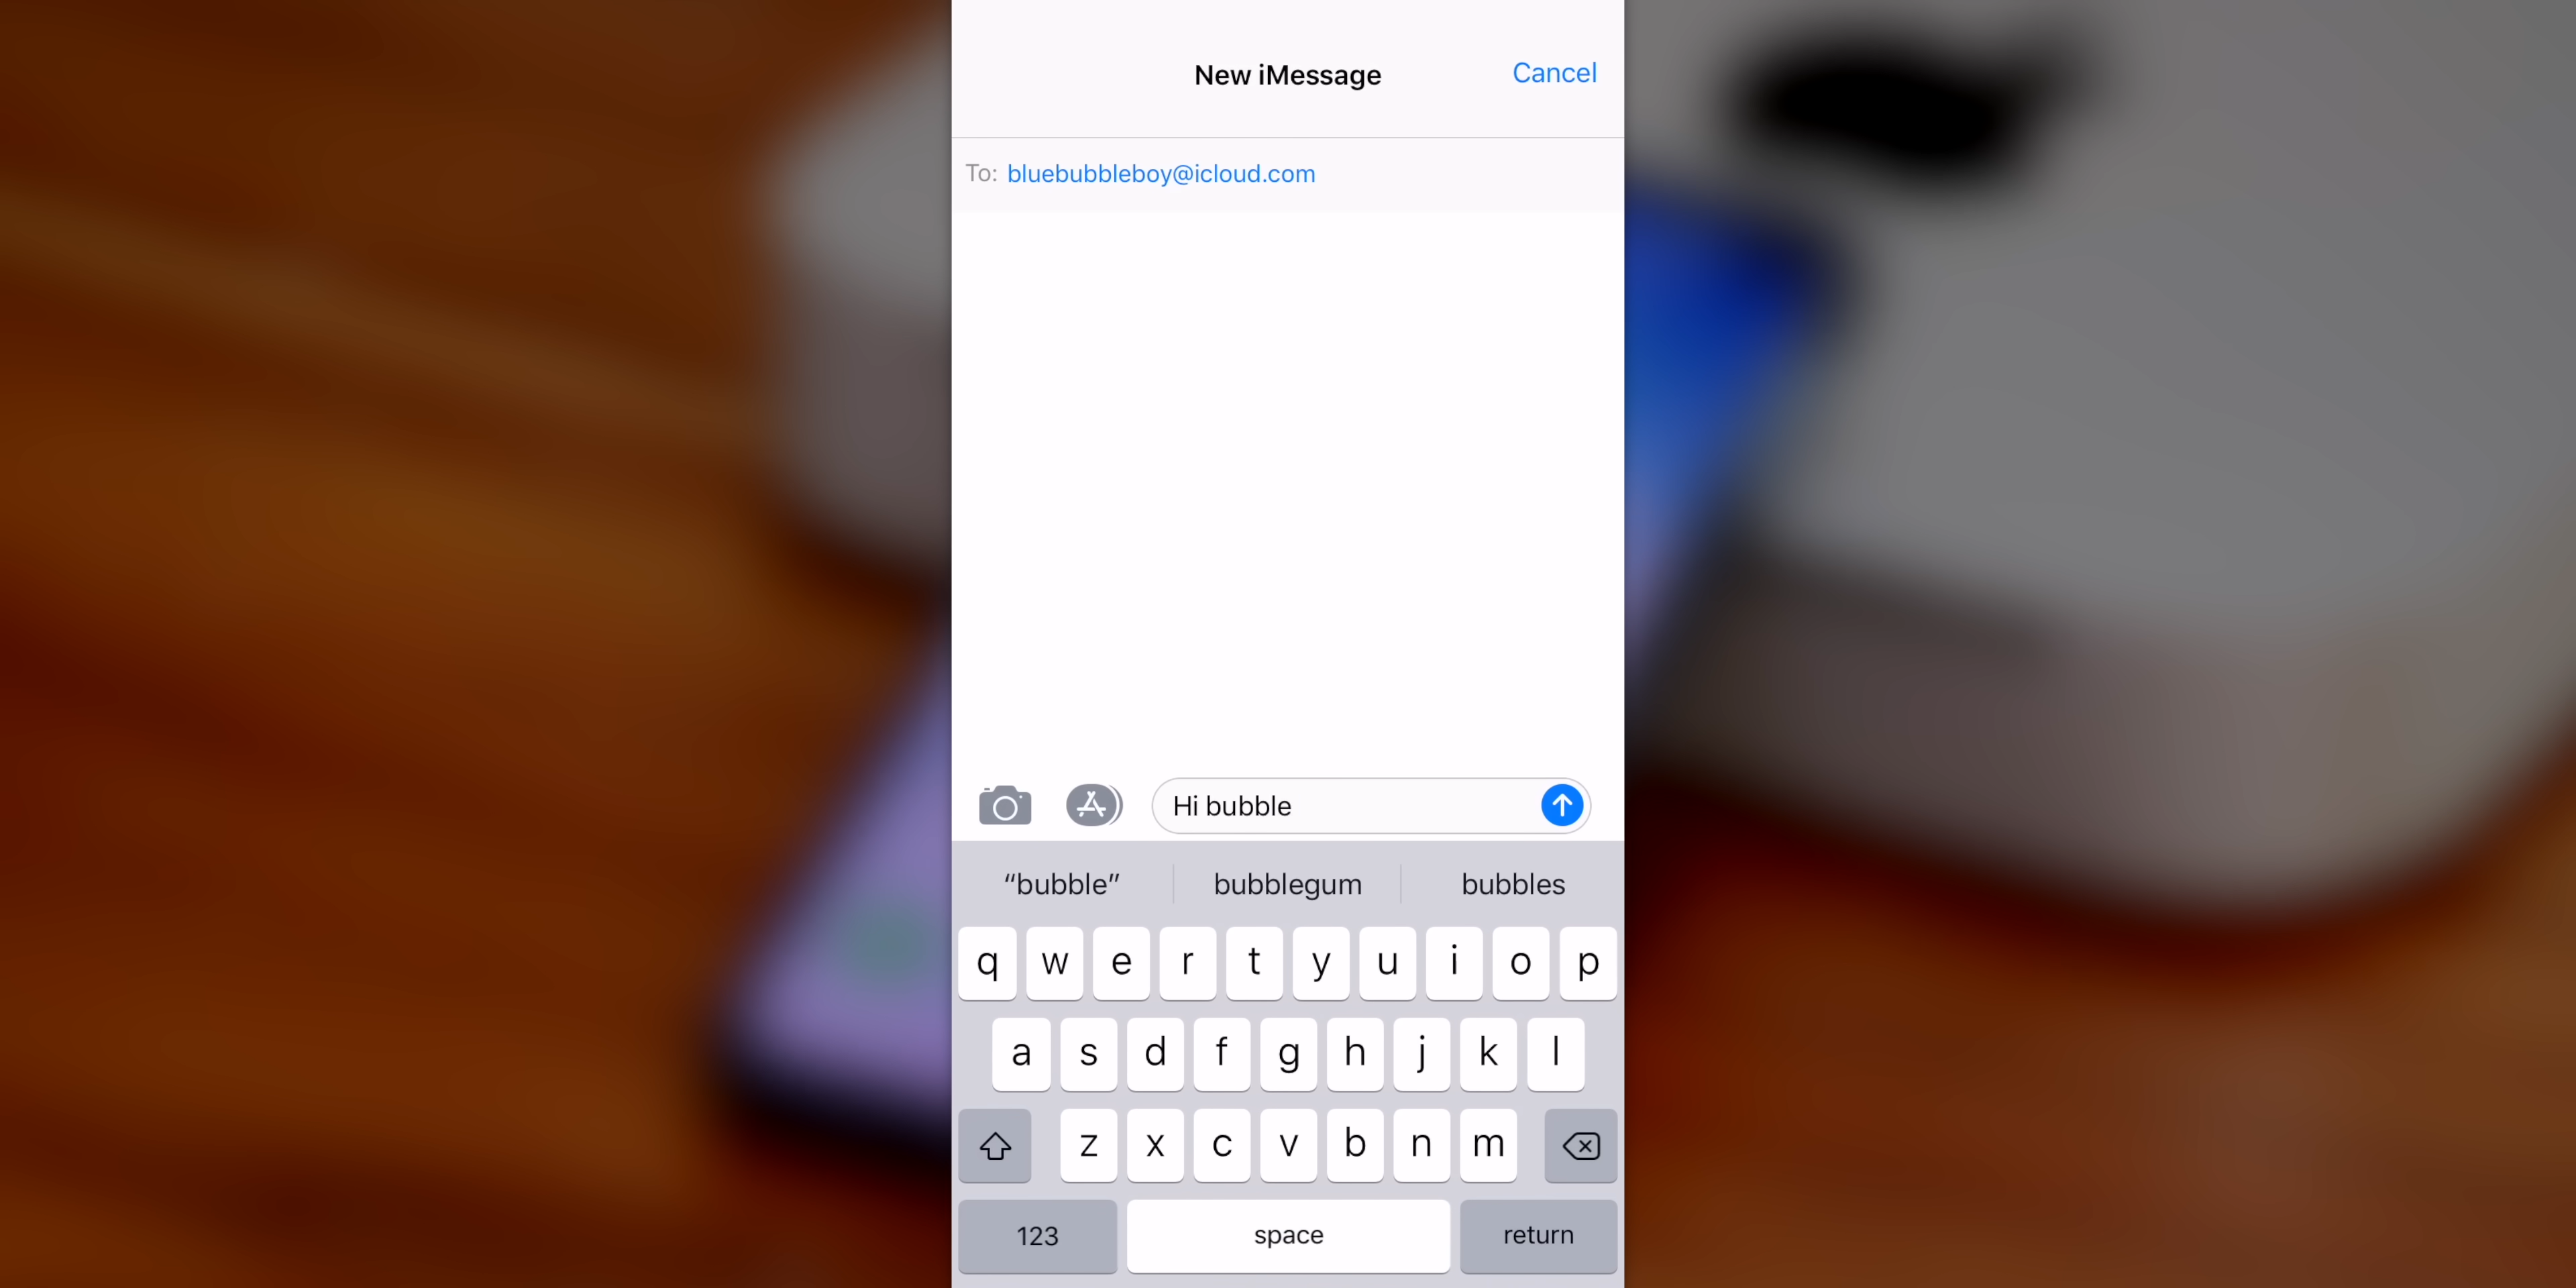 New iMessage Cancel
To: bluebubbleboy@icloud.com
Hi bubble
“bubble” bubblegum bubbles
q w e r t y u i o p
a s d f g h j k l
z x c v b n m
123 space return